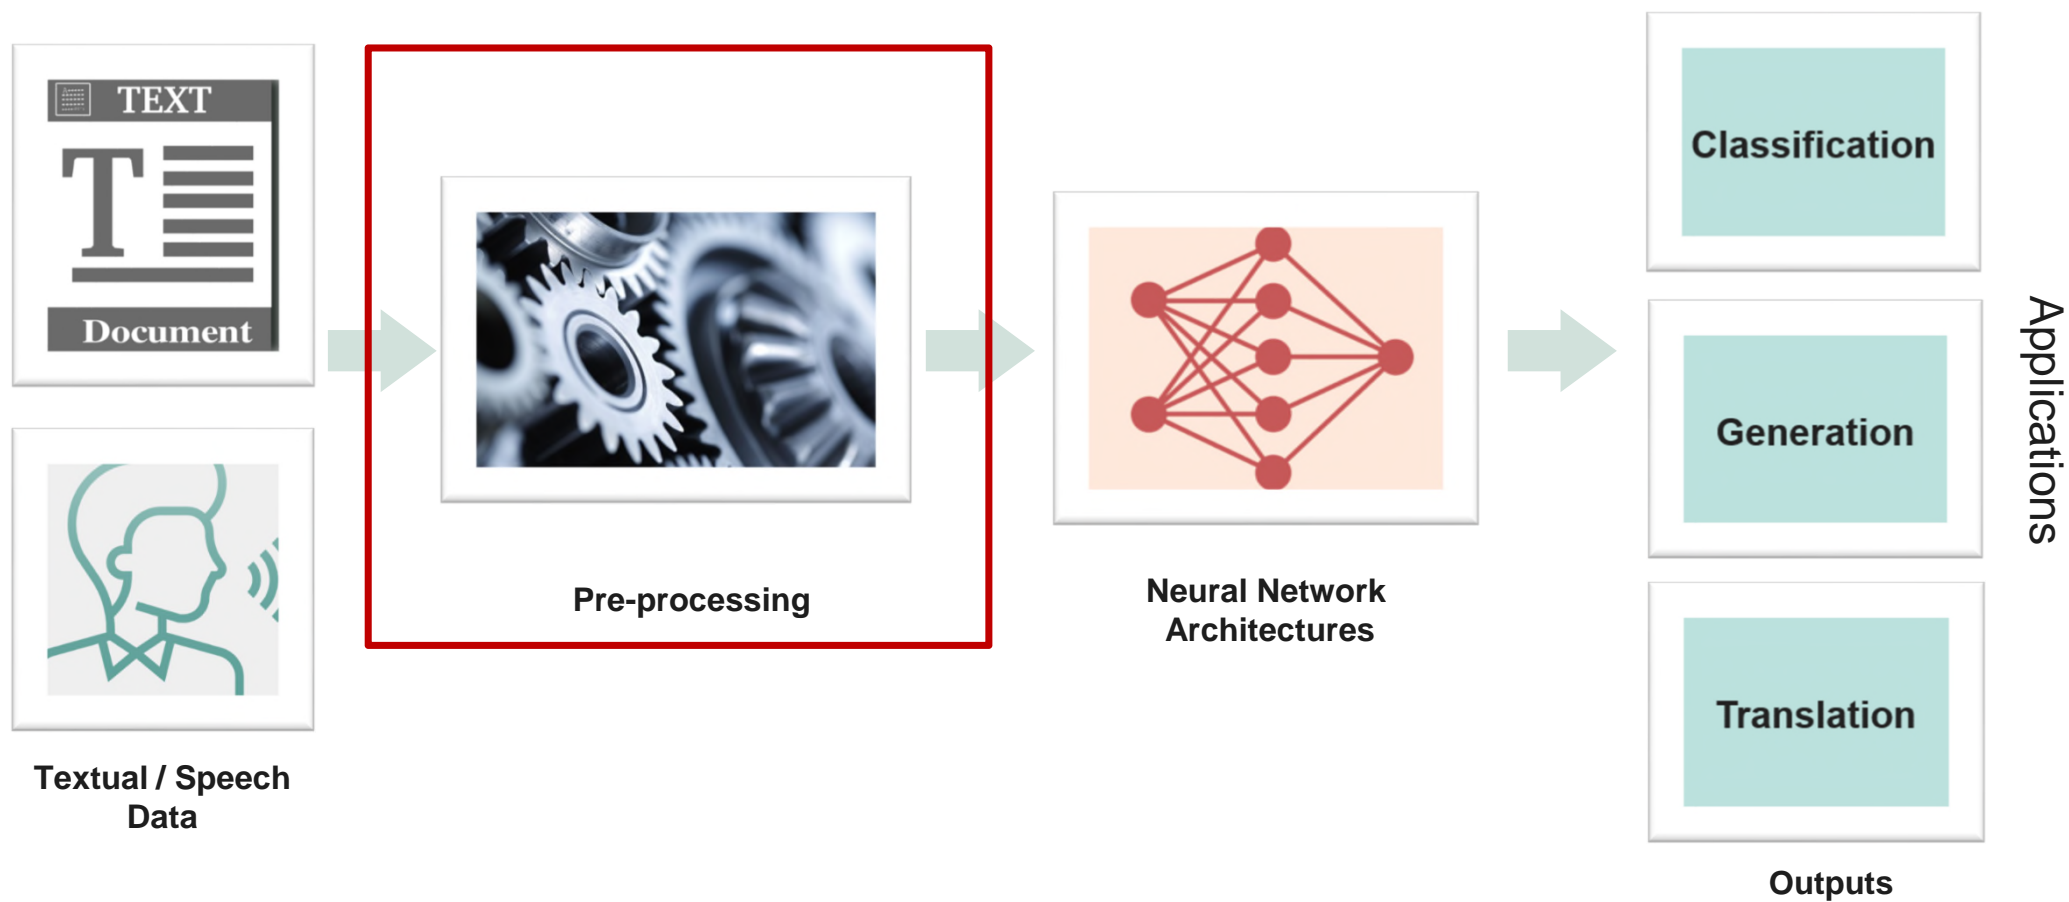 TEXT
T
Document
Textual / Speech
Data
Pre-processing
Neural Network
Architectures
Classification
Generation
Translation
Outputs
Applications